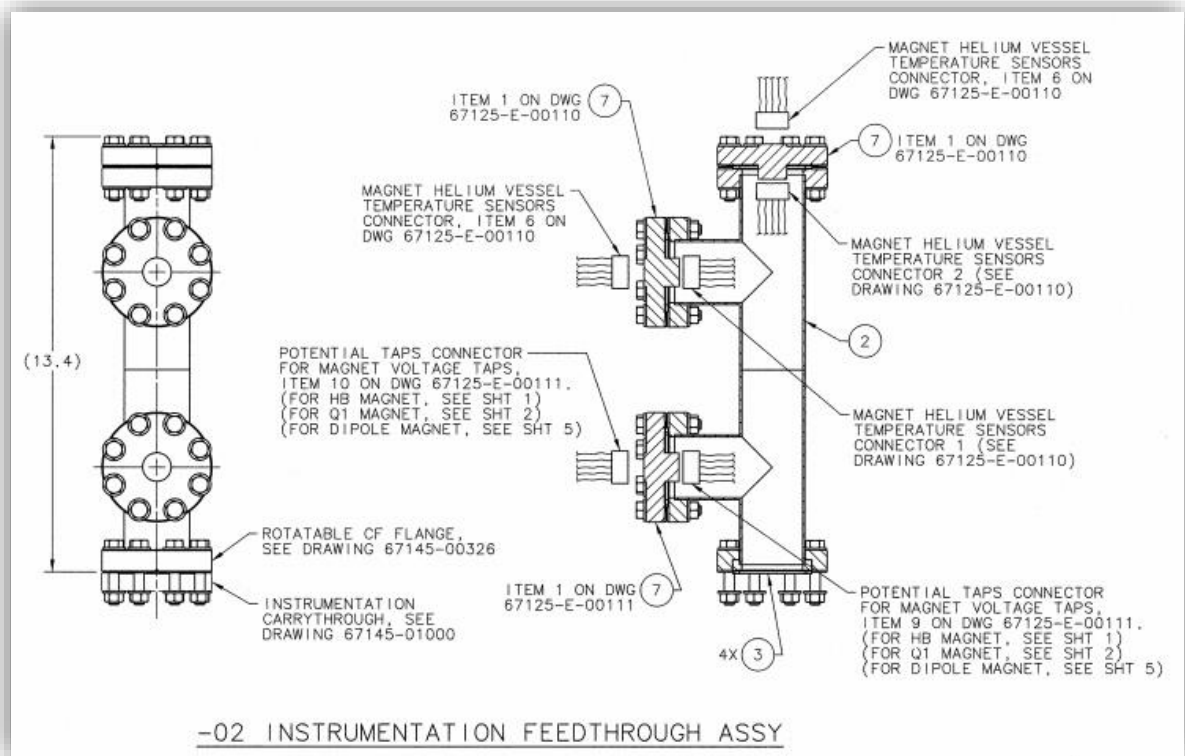 MAGNET HELIUM VESSEL
TEMPERATURE SENSORS
CONNECTOR, ITEM 6 ON
DWG 67125-E-00110
ITEM 1 ON DWG
67125-E-00110
7
7
ITEM 1 ON DWG
67125-E-00110
MAGNET HELIUM VESSEL
TEMPERATURE SENSORS
CONNECTOR, ITEM 6 ON
DWG 67125-E-00110
MAGNET HELIUM VESSEL
TEMPERATURE SENSORS
CONNECTOR 2 (SEE
DRAWING 67125-E-00110)
2
(13.4)
POTENTIAL TAPS CONNECTOR
FOR MAGNET VOLTAGE TAPS,
ITEM 10 ON DWG 67125-E-00111.
(FOR HB MAGNET, SEE SHT 1)
(FOR Q1 MAGNET, SEE SHT 2)
(FOR DIPOLE MAGNET, SEE SHT 5)
MAGNET HELIUM VESSEL
TEMPERATURE SENSORS
CONNECTOR 1 (SEE
DRAWING 67125-E-00110)
ROTATABLE CF FLANGE,
SEE DRAWING 67145-00326
INSTRUMENTATION
CARRYTHROUGH, SEE
DRAWING 67145-01000
ITEM 1 ON DWG
67125-E-00111
7
4X 3
POTENTIAL TAPS CONNECTOR
FOR MAGNET VOLTAGE TAPS,
ITEM 9 ON DWG 67125-E-00111.
(FOR HB MAGNET, SEE SHT 1)
(FOR Q1 MAGNET, SEE SHT 2)
(FOR DIPOLE MAGNET, SEE SHT 5)
-02 INSTRUMENTATION FEEDTHROUGH ASSY